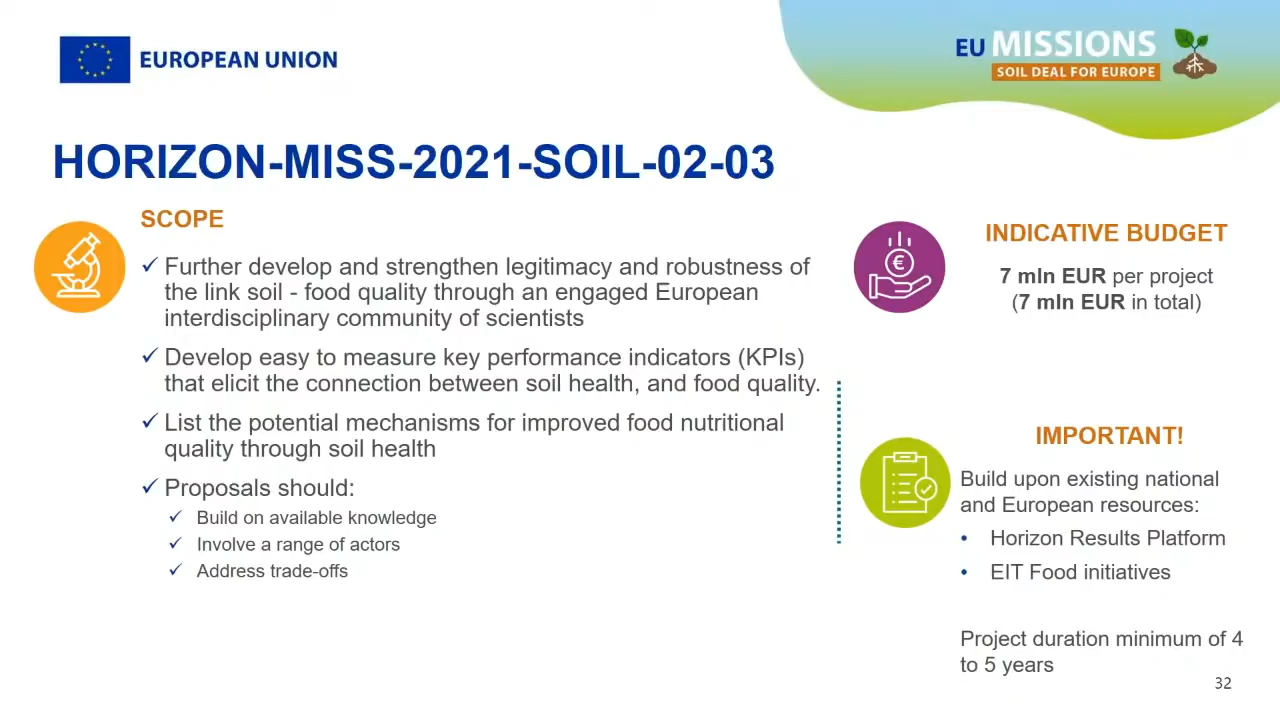 EUROPEAN UNION
EU MISSIONS
SOIL DEAL FOR EUROPE
HORIZON-MISS-2021-SOIL-02-03
SCOPE
✓ Further develop and strengthen legitimacy and robustness of
the link soil - food quality through an engaged European
interdisciplinary community of scientists
✓ Develop easy to measure key performance indicators (KPIs)
that elicit the connection between soil health, and food quality.
✓ List the potential mechanisms for improved food nutritional
quality through soil health
✓ Proposals should:
✓ Build on available knowledge
✓ Involve a range of actors
✓ Address trade-offs
€
INDICATIVE BUDGET
7 mln EUR per project
(7 mln EUR in total)
IMPORTANT!
Build upon existing national
and European resources:
• Horizon Results Platform
• EIT Food initiatives
Project duration minimum of 4
to 5 years
32